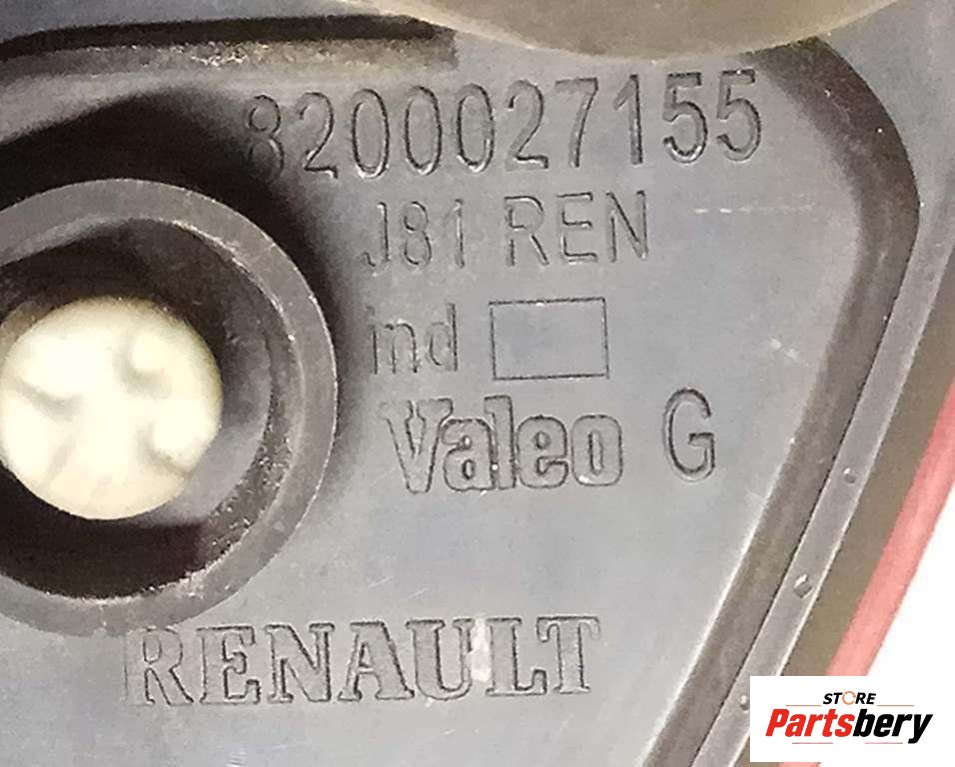 8200027155
J81 REN
ind
Valeo G
RENAULT
STORE
Partsbery